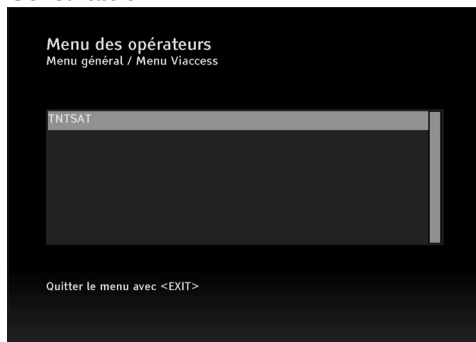 Menu des opérateurs
Menu général / Menu Viaccess
TNTSAT
Quitter le menu avec <EXIT>